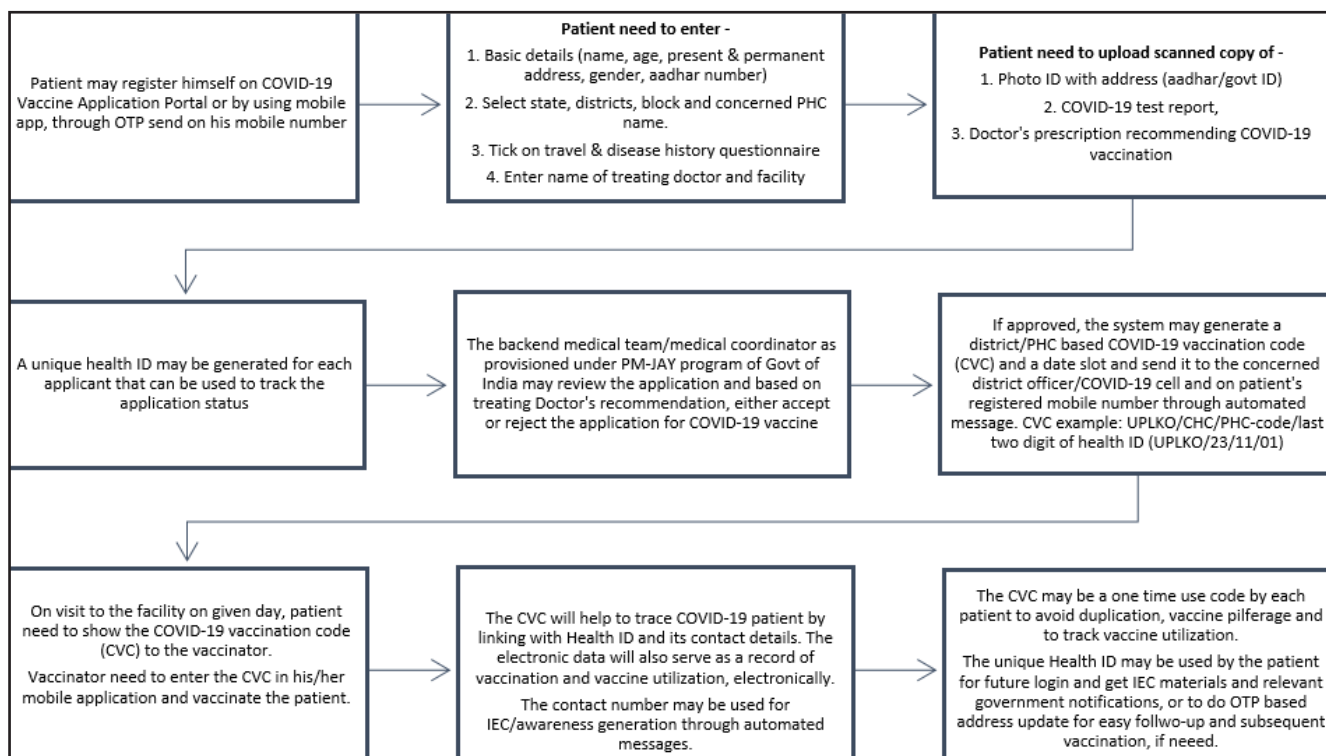 Patient may register himself on COVID-19
Vaccine Application Portal or by using mobile
app, through OTP send on his mobile number
Patient need to enter -
1. Basic details (name, age, present & permanent
address, gender, aadhar number)
2. Select state, districts, block and concerned PHC
name.
3. Tick on travel & disease history questionnaire
4. Enter name of treating doctor and facility
Patient need to upload scanned copy of -
1. Photo ID with address (aadhar/govt ID)
2. COVID-19 test report,
3. Doctor's prescription recommending COVID-19
vaccination
A unique health ID may be generated for each
applicant that can be used to track the
application status
The backend medical team/medical coordinator as
provisioned under PM-JAY program of Govt of
India may review the application and based on
treating Doctor's recommendation, either accept
or reject the application for COVID-19 vaccine
If approved, the system may generate a
district/PHC based COVID-19 vaccination code
(CVC) and a date slot and send it to the concerned
district officer/COVID-19 cell and on patient's
registered mobile number through automated
message. CVC example: UPLKO/CHC/PHC-code/last
two digit of health ID (UPLKO/23/11/01)
On visit to the facility on given day, patient
need to show the COVID-19 vaccination code
(CVC) to the vaccinator.
Vaccinator need to enter the CVC in his/her
mobile application and vaccinate the patient.
The CVC will help to trace COVID-19 patient by
linking with Health ID and its contact details. The
electronic data will also serve as a record of
vaccination and vaccine utilization, electronically.
The contact number may be used for
IEC/awareness generation through automated
messages.
The CVC may be a one time use code by each
patient to avoid duplication, vaccine pilferage and
to track vaccine utilization.
The unique Health ID may be used by the patient
for future login and get IEC materials and relevant
government notifications, or to do OTP based
address update for easy follwo-up and subsequent
vaccination, if neeed.